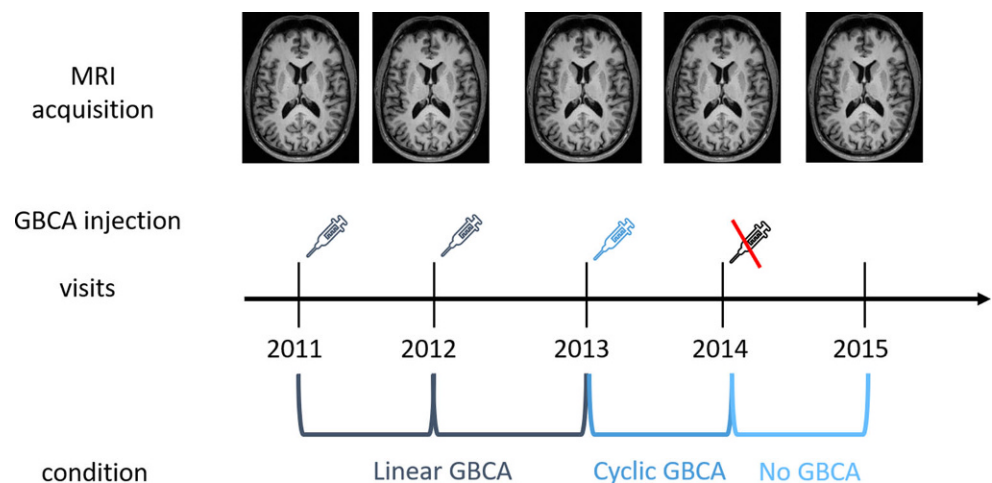 MRI
acquisition
GBCA injection
visits
2011 2012 2013 2014 2015
condition Linear GBCA Cyclic GBCA No GBCA